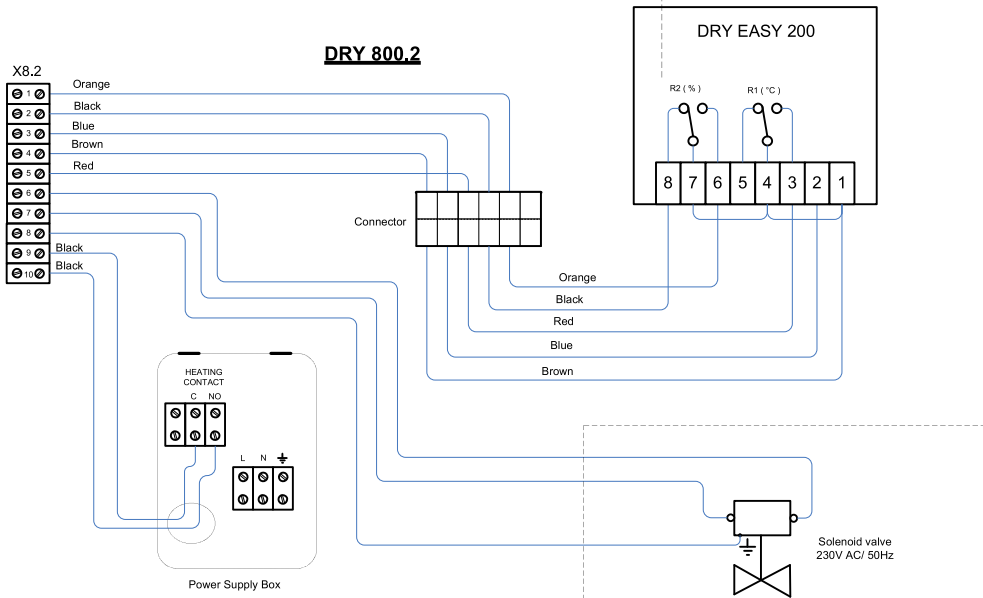 DRY EASY 200
DRY 800.2
X8.2
R2 ( % )
R1 ( °C )
1
2
3
4
5
6
7
8
9
10
Orange
Black
Blue
Brown
Red
Black
Black
8 7 6 5 4 3 2 1
Connector
Orange
Black
Red
Blue
Brown
HEATING
CONTACT
C NO
L N
Power Supply Box
Solenoid valve
230V AC/ 50Hz